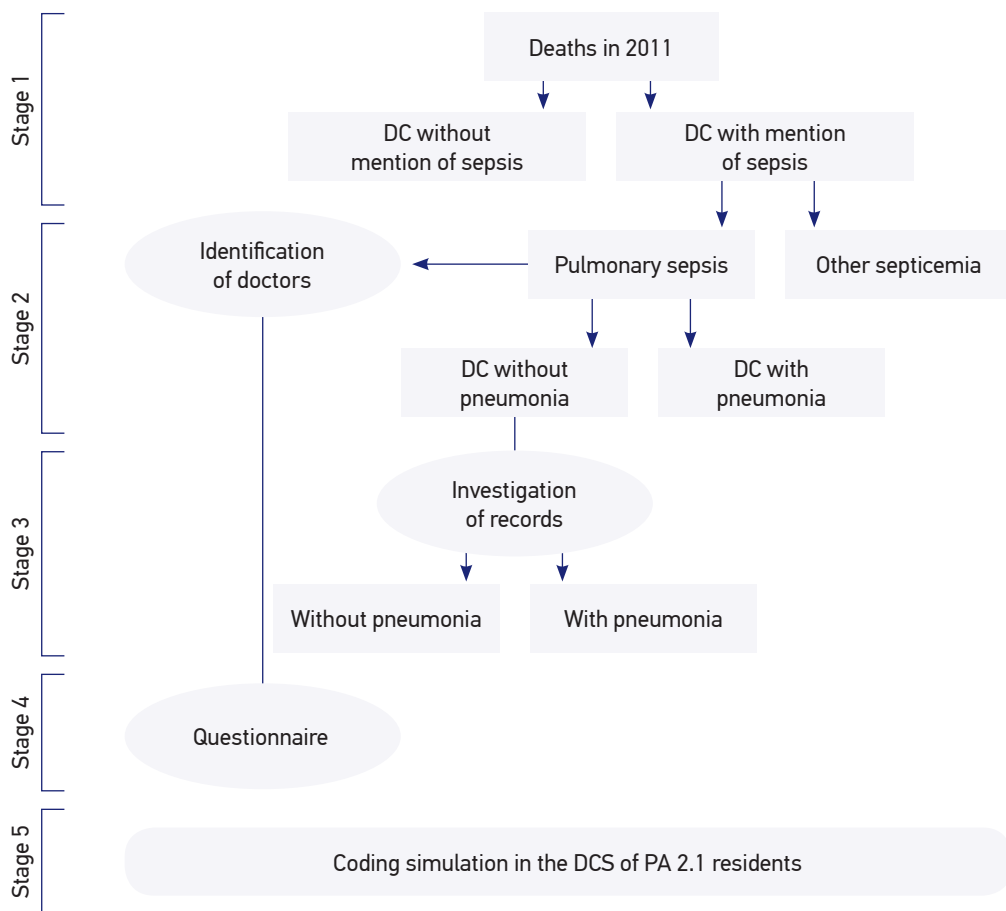 Stage 1
Deaths in 2011
DC without
mention of sepsis
DC with mention
of sepsis
Stage 2
Identification
of doctors
Pulmonary sepsis
Other septicemia
DC without
pneumonia
DC with
pneumonia
Stage 3
Investigation
of records
Without pneumonia
With pneumonia
Stage 4
Questionnaire
Stage 5
Coding simulation in the DCS of PA 2.1 residents